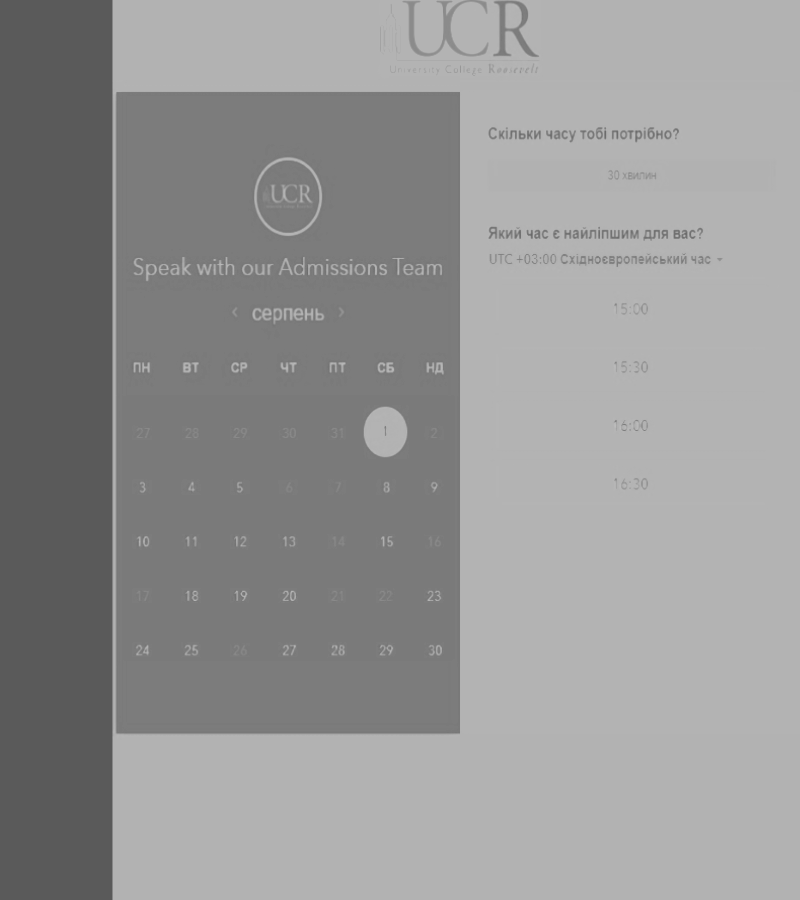 UCR
University College Roosevelt
UCR
Speak with our Admissions Team
‹ серпень ›
ПН ВТ СР ЧТ ПТ СБ НД
27 28 29 30 31 1 2
3 4 5 6 7 8 9
10 11 12 13 14 15 16
17 18 19 20 21 22 23
24 25 26 27 28 29 30
Скільки часу тобі потрібно?
30 хвилин
Який час є найліпшим для вас?
UTC +03:00 Східноєвропейський час
15:00
15:30
16:00
16:30